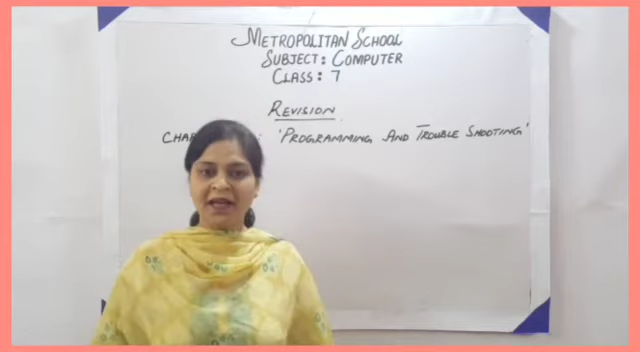 METROPOLITAN SCHOOL
SUBJECT: COMPUTER
CLASS: 7
REVISION
: 'PROGRAMMING AND TROUBLE SHOOTING'